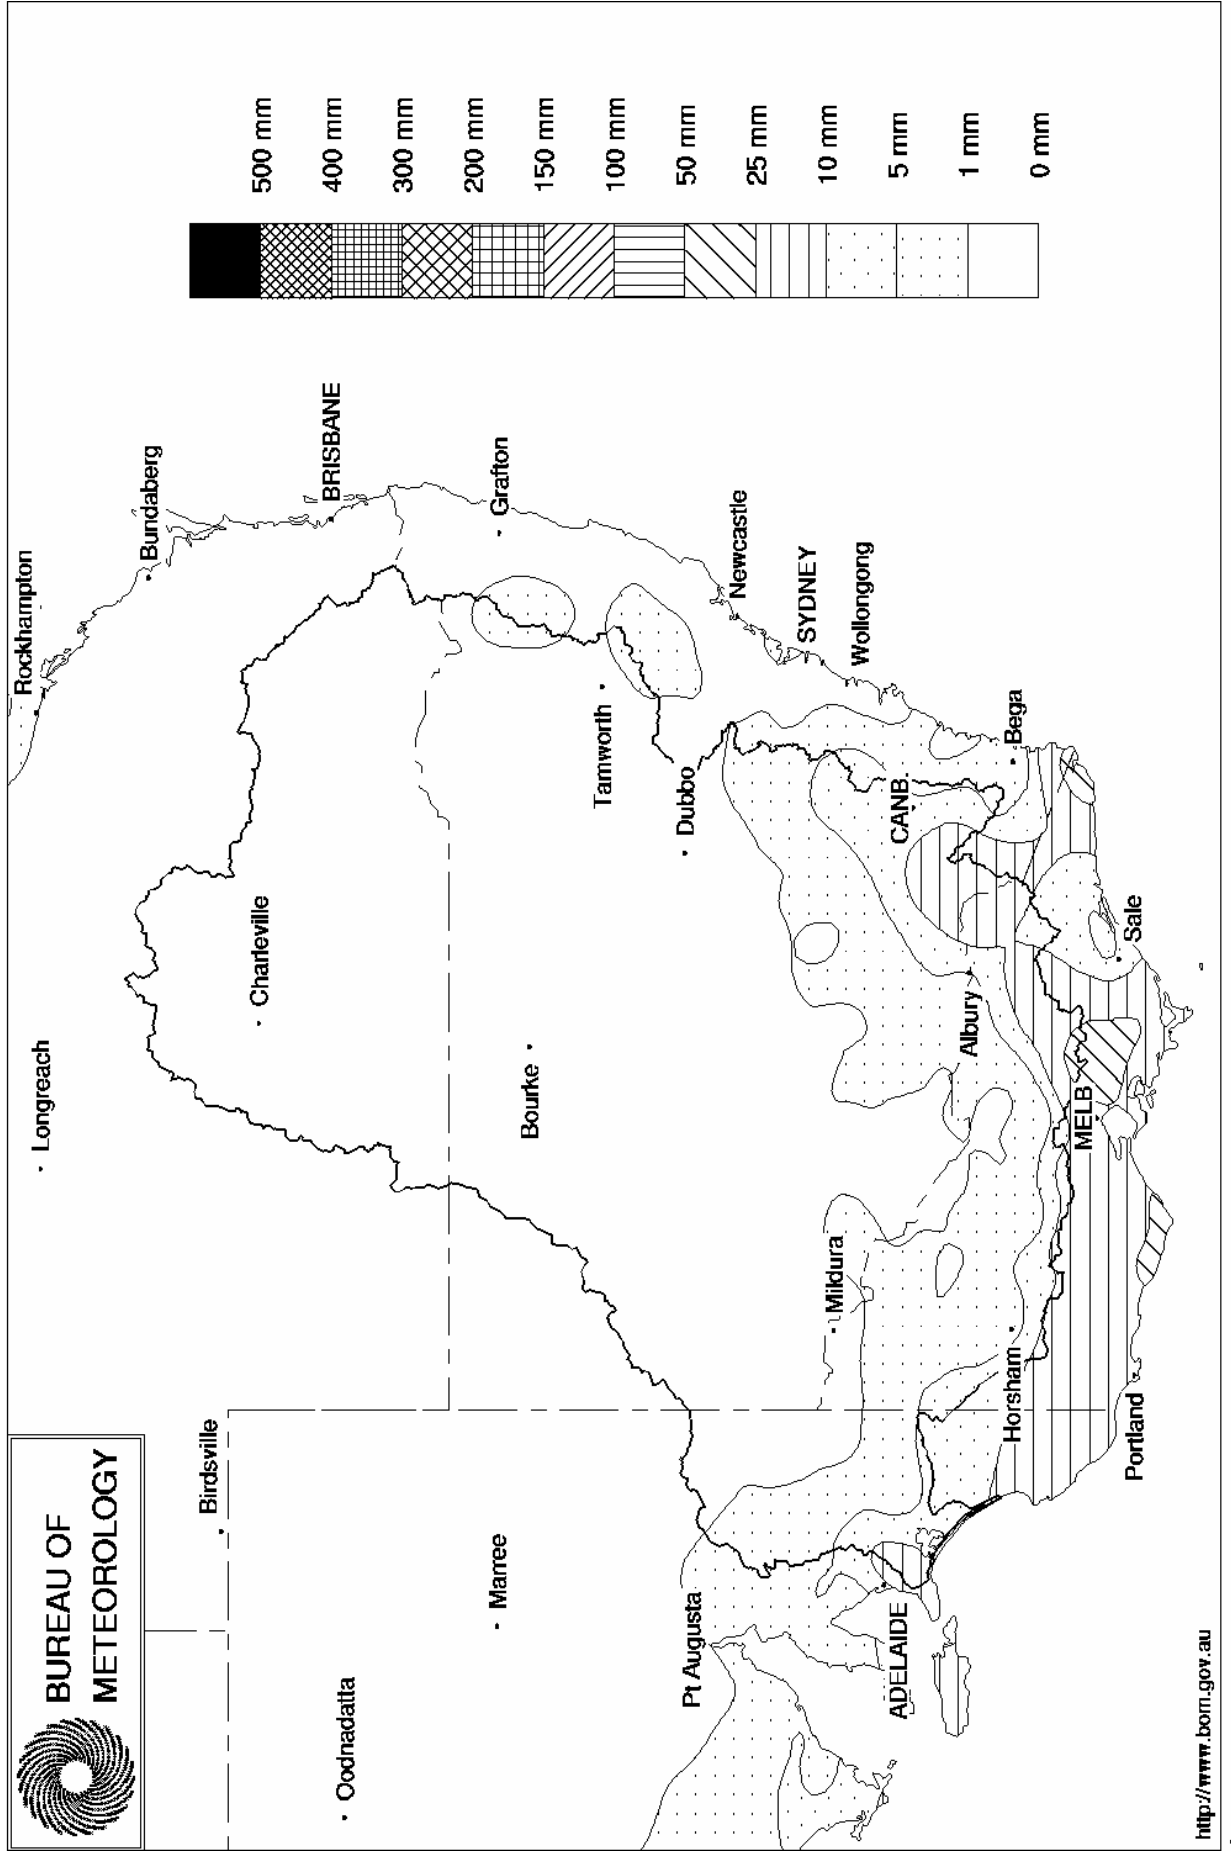 BUREAU OF
METEOROLOGY
Longreach
Rockhampton
Bundaberg
Birdsville
Charleville
BRISBANE
Oodnadatta
Marree
Bourke
Grafton
Tamworth
Pt Augusta
Dubbo
Newcastle
SYDNEY
Mildura
Wollongong
ADELAIDE
CANB.
Albury
Bega
Horsham
MELB
Portland
Sale
500 mm
400 mm
300 mm
200 mm
150 mm
100 mm
50 mm
25 mm
10 mm
5 mm
1 mm
0 mm
http://www.bom.gov.au